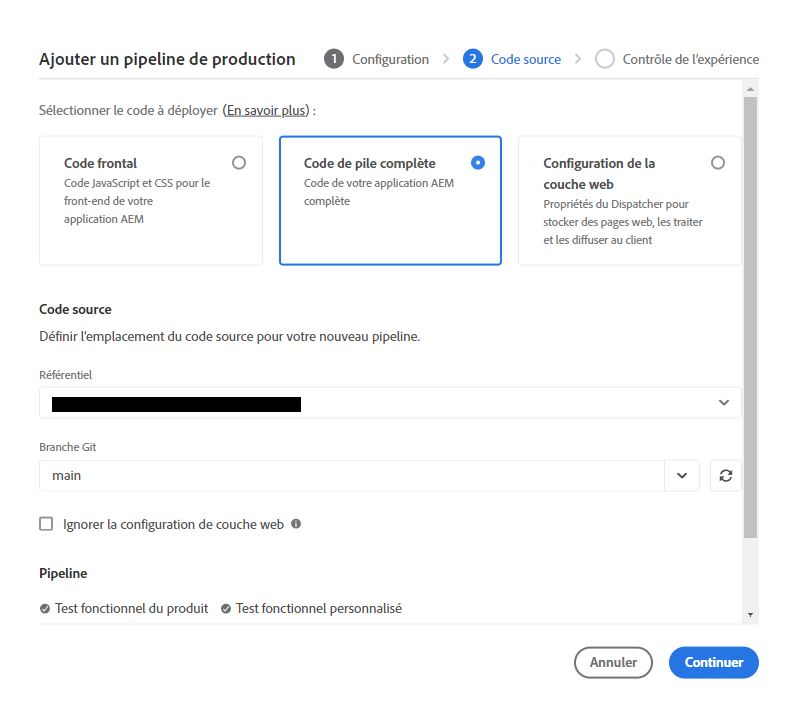 Ajouter un pipeline de production 1 Configuration > 2 Code source > Contrôle de l'expérience
Sélectionner le code à déployer (En savoir plus) :
Code frontal
Code JavaScript et CSS pour le
front-end de votre
application AEM
Code de pile complète
Code de votre application AEM
complète
Configuration de la
couche web
Propriétés du Dispatcher pour
stocker des pages web, les traiter
et les diffuser au client
Code source
Définir l'emplacement du code source pour votre nouveau pipeline.
Référentiel
Branche Git
main
Ignorer la configuration de couche web
Pipeline
Test fonctionnel du produit Test fonctionnel personnalisé
Annuler Continuer